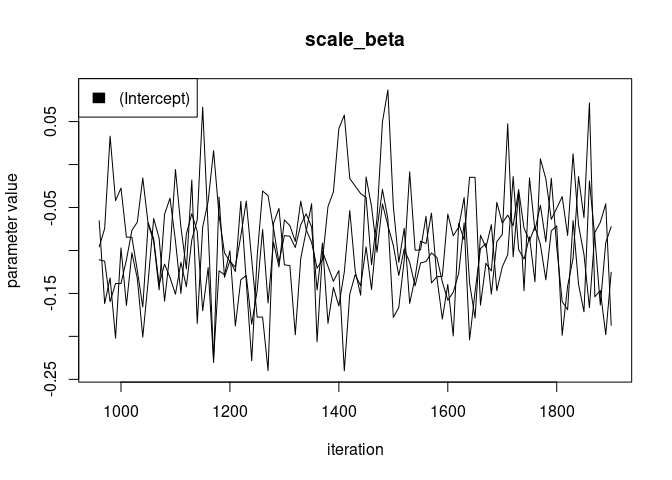 scale_beta
(Intercept)
parameter value
0.05
-0.05
-0.15
-0.25
1000 1200 1400 1600 1800
iteration